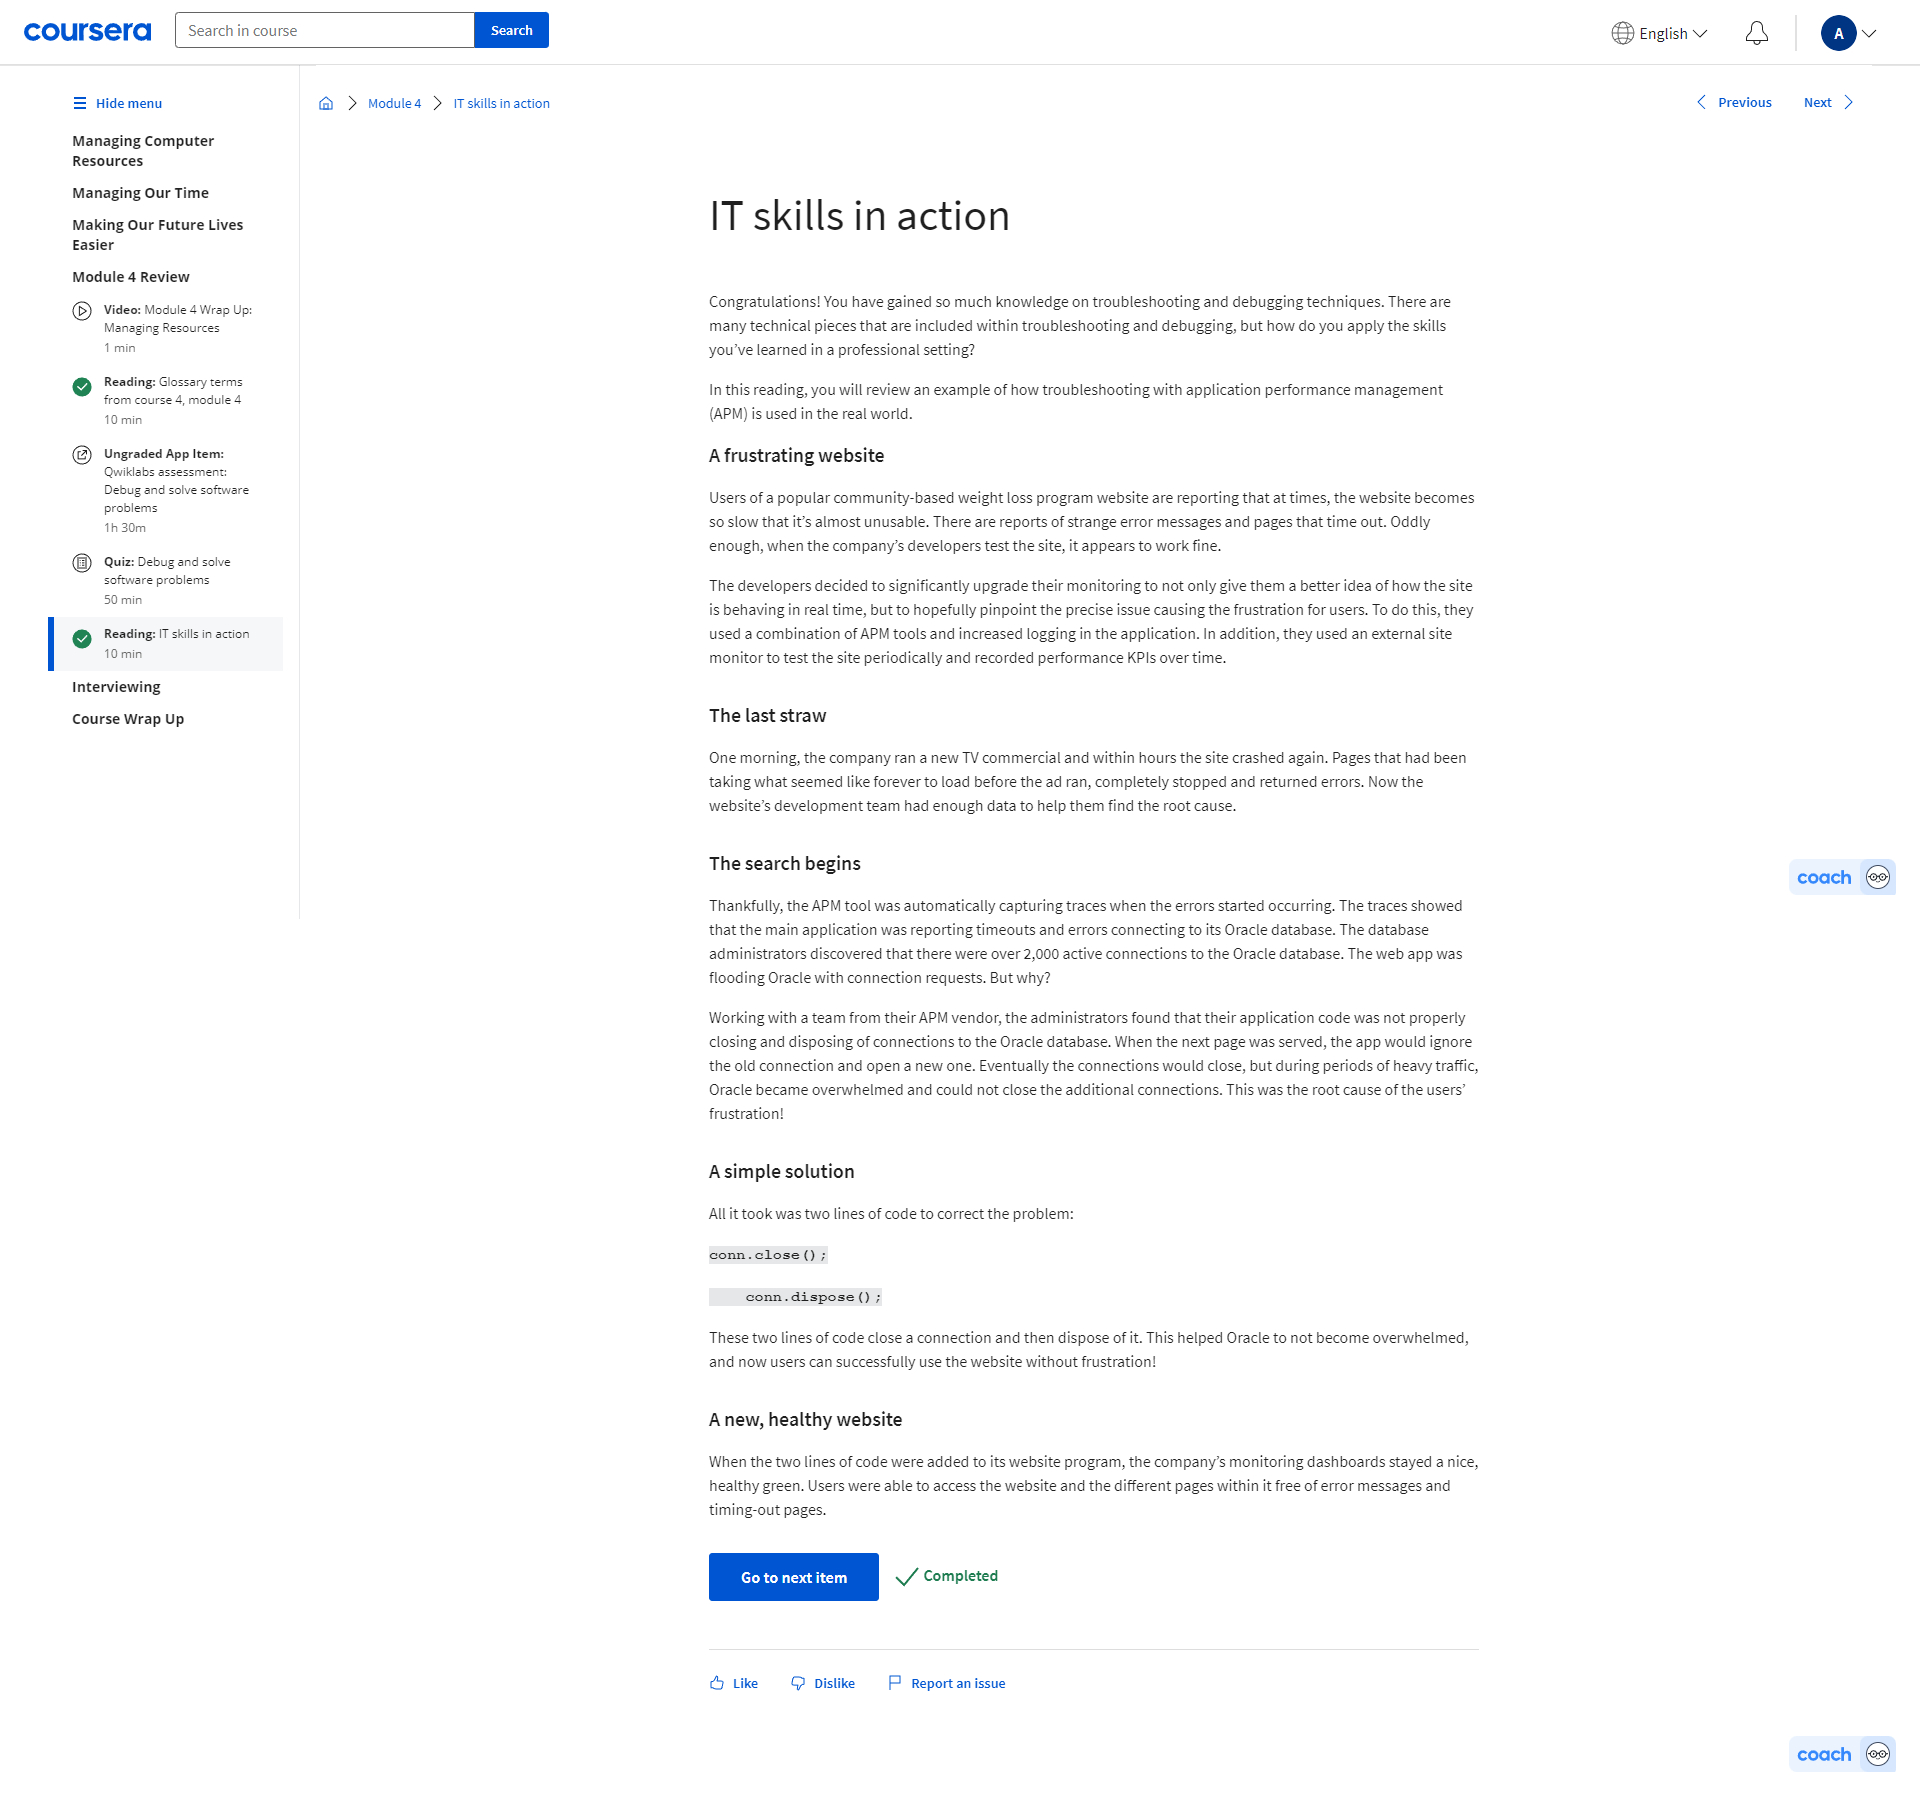 coursera
Search in course
Search
English
A
Hide menu
Managing Computer
Resources
Managing Our Time
Making Our Future Lives
Easier
Module 4 Review
Video: Module 4 Wrap Up:
Managing Resources
1 min
Reading: Glossary terms
from course 4, module 4
10 min
Ungraded App Item:
Qwiklabs assessment:
Debug and solve software
problems
1h 30m
Quiz: Debug and solve
software problems
50 min
Reading: IT skills in action
10 min
Interviewing
Course Wrap Up
Module 4
IT skills in action
Previous
Next
IT skills in action
Congratulations! You have gained so much knowledge on troubleshooting and debugging techniques. There are
many technical pieces that are included within troubleshooting and debugging, but how do you apply the skills
you’ve learned in a professional setting?
In this reading, you will review an example of how troubleshooting with application performance management
(APM) is used in the real world.
A frustrating website
Users of a popular community-based weight loss program website are reporting that at times, the website becomes
so slow that it’s almost unusable. There are reports of strange error messages and pages that time out. Oddly
enough, when the company’s developers test the site, it appears to work fine.
The developers decided to significantly upgrade their monitoring to not only give them a better idea of how the site
is behaving in real time, but to hopefully pinpoint the precise issue causing the frustration for users. To do this, they
used a combination of APM tools and increased logging in the application. In addition, they used an external site
monitor to test the site periodically and recorded performance KPIs over time.
The last straw
One morning, the company ran a new TV commercial and within hours the site crashed again. Pages that had been
taking what seemed like forever to load before the ad ran, completely stopped and returned errors. Now the
website’s development team had enough data to help them find the root cause.
The search begins
Thankfully, the APM tool was automatically capturing traces when the errors started occurring. The traces showed
that the main application was reporting timeouts and errors connecting to its Oracle database. The database
administrators discovered that there were over 2,000 active connections to the Oracle database. The web app was
flooding Oracle with connection requests. But why?
Working with a team from their APM vendor, the administrators found that their application code was not properly
closing and disposing of connections to the Oracle database. When the next page was served, the app would ignore
the old connection and open a new one. Eventually the connections would close, but during periods of heavy traffic,
Oracle became overwhelmed and could not close the additional connections. This was the root cause of the users’
frustration!
A simple solution
All it took was two lines of code to correct the problem:
conn.close();
conn.dispose();
These two lines of code close a connection and then dispose of it. This helped Oracle to not become overwhelmed,
and now users can successfully use the website without frustration!
A new, healthy website
When the two lines of code were added to its website program, the company’s monitoring dashboards stayed a nice,
healthy green. Users were able to access the website and the different pages within it free of error messages and
timing-out pages.
Go to next item
Completed
Like
Dislike
Report an issue
coach
coach